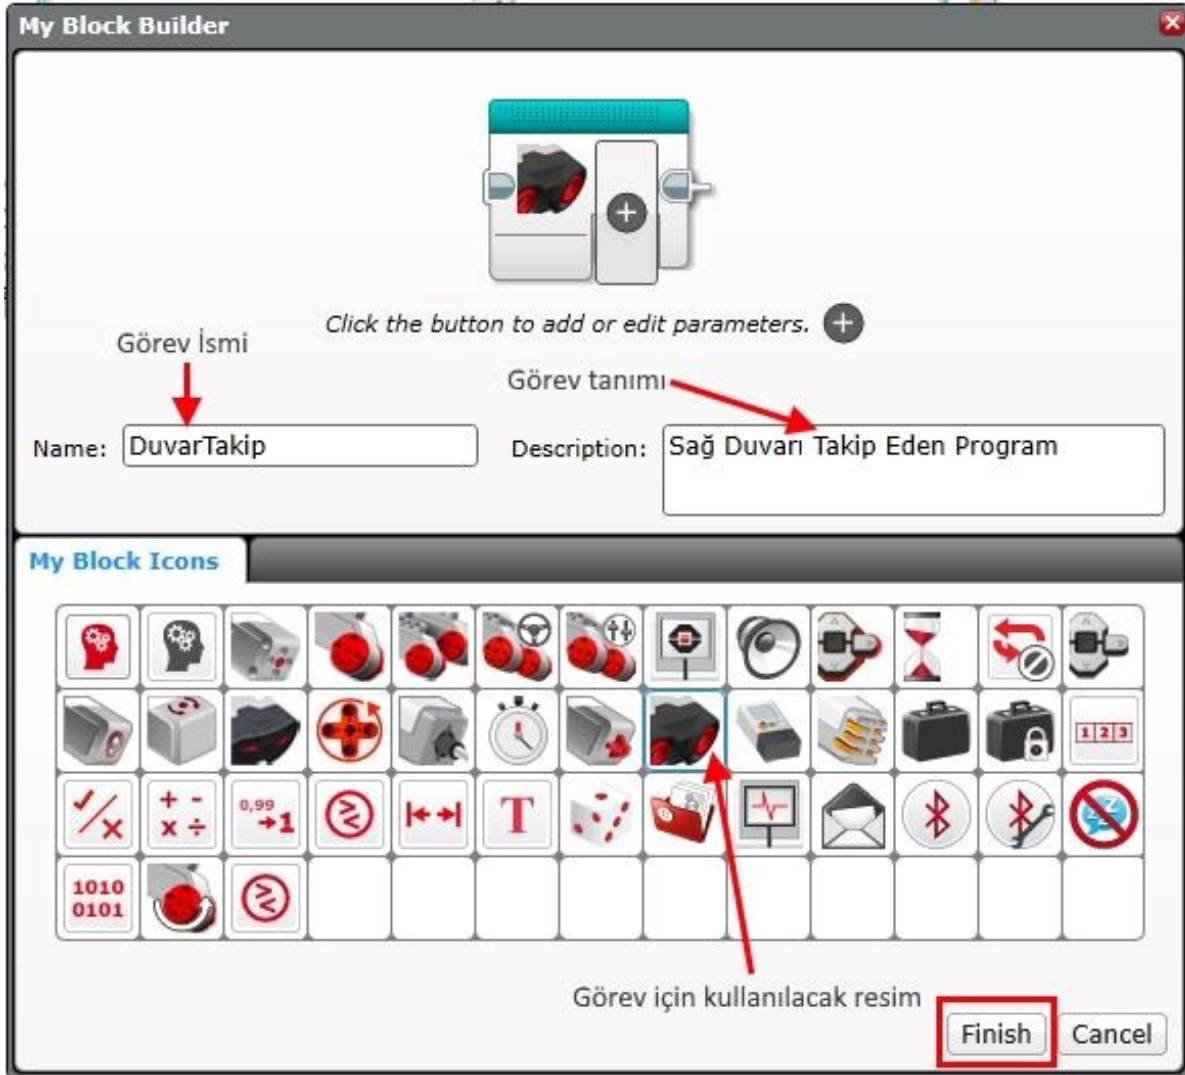 My Block Builder
Click the button to add or edit parameters.
Görev İsmi
Görev tanımı
Name: DuvarTakip
Description: Sağ Duvarı Takip Eden Program
My Block Icons
1 2 3
0,99
→1
T
1010
0101
Görev için kullanılacak resim
Finish
Cancel